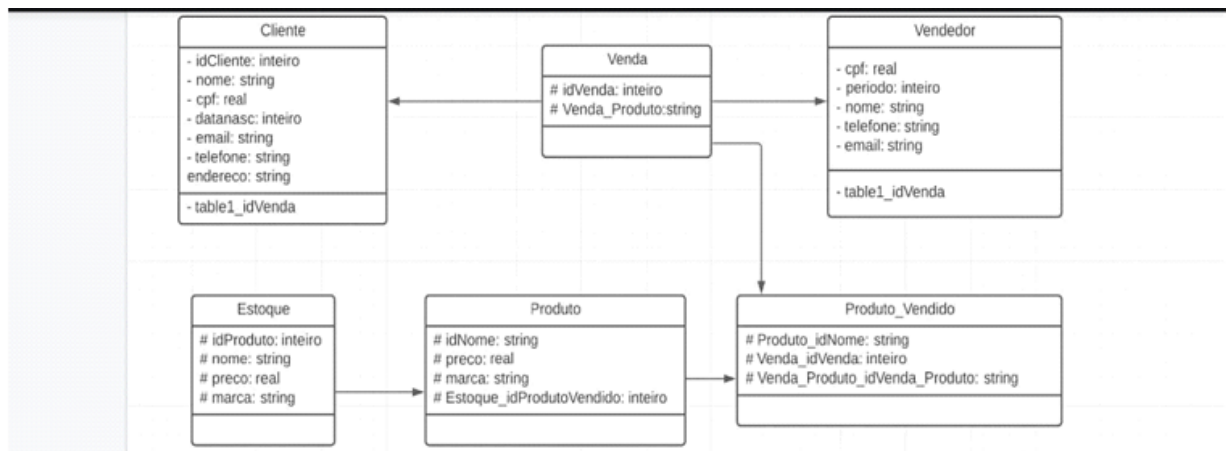 Cliente
- idCliente: inteiro
- nome: string
- cpf: real
- datanasc: inteiro
- email: string
- telefone: string
endereco: string
- table1_idVenda
Venda
# idVenda: inteiro
# Venda_Produto:string
Vendedor
- cpf: real
- periodo: inteiro
- nome: string
- telefone: string
- email: string
- table1_idVenda
Estoque
# idProduto: inteiro
# nome: string
# preco: real
# marca: string
Produto
# idNome: string
# preco: real
# marca: string
# Estoque_idProdutoVendido: inteiro
Produto_Vendido
# Produto_idNome: string
# Venda_idVenda: inteiro
# Venda_Produto_idVenda_Produto: string